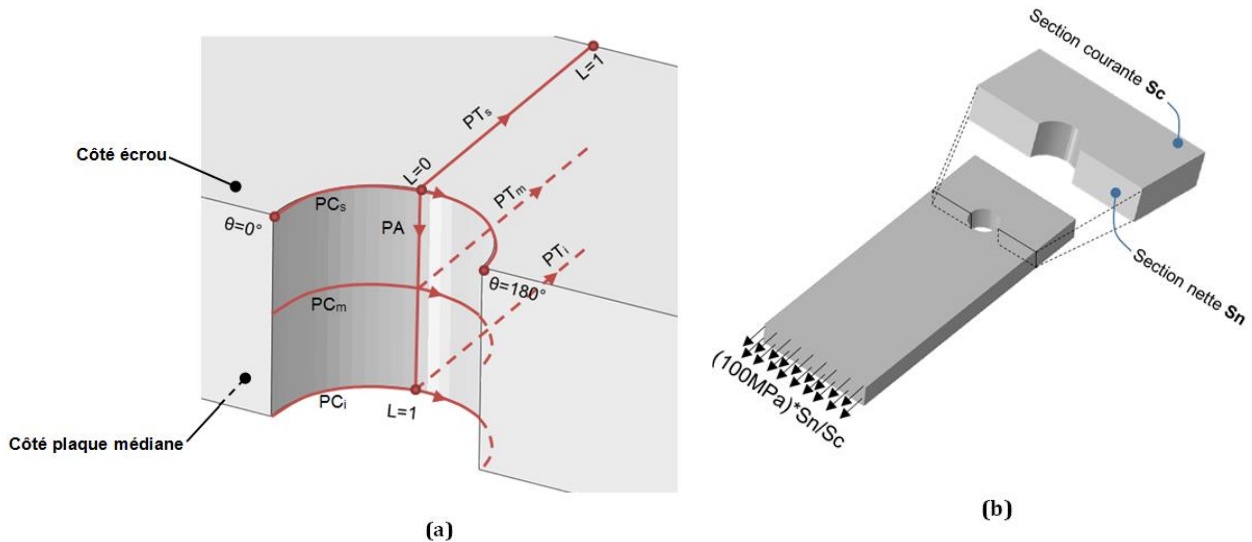 L=1
PTs
Côté écrou
L=0
PTm
PCs
θ=0°
PA
PTi
θ=180°
PCm
PCi
L=1
Côté plaque médiane
(a)
Section courante Sc
Section nette Sn
(100MPa)*Sn/Sc
(b)